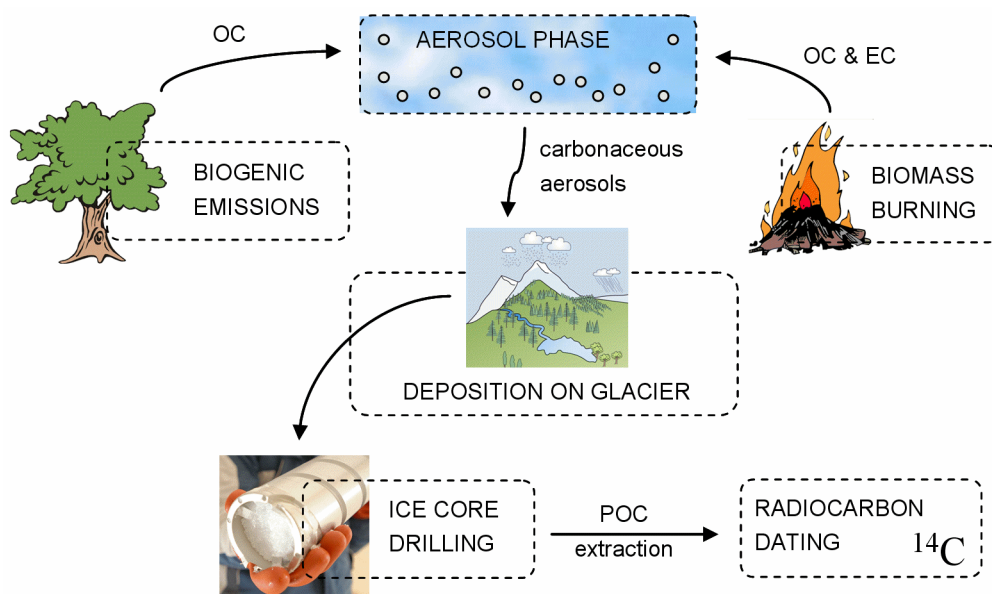 OC
AEROSOL PHASE
OC & EC
carbonaceous
aerosols
BIOGENIC
EMISSIONS
BIOMASS
BURNING
DEPOSITION ON GLACIER
ICE CORE
DRILLING
POC
extraction
RADIOCARBON
DATING ¹⁴C